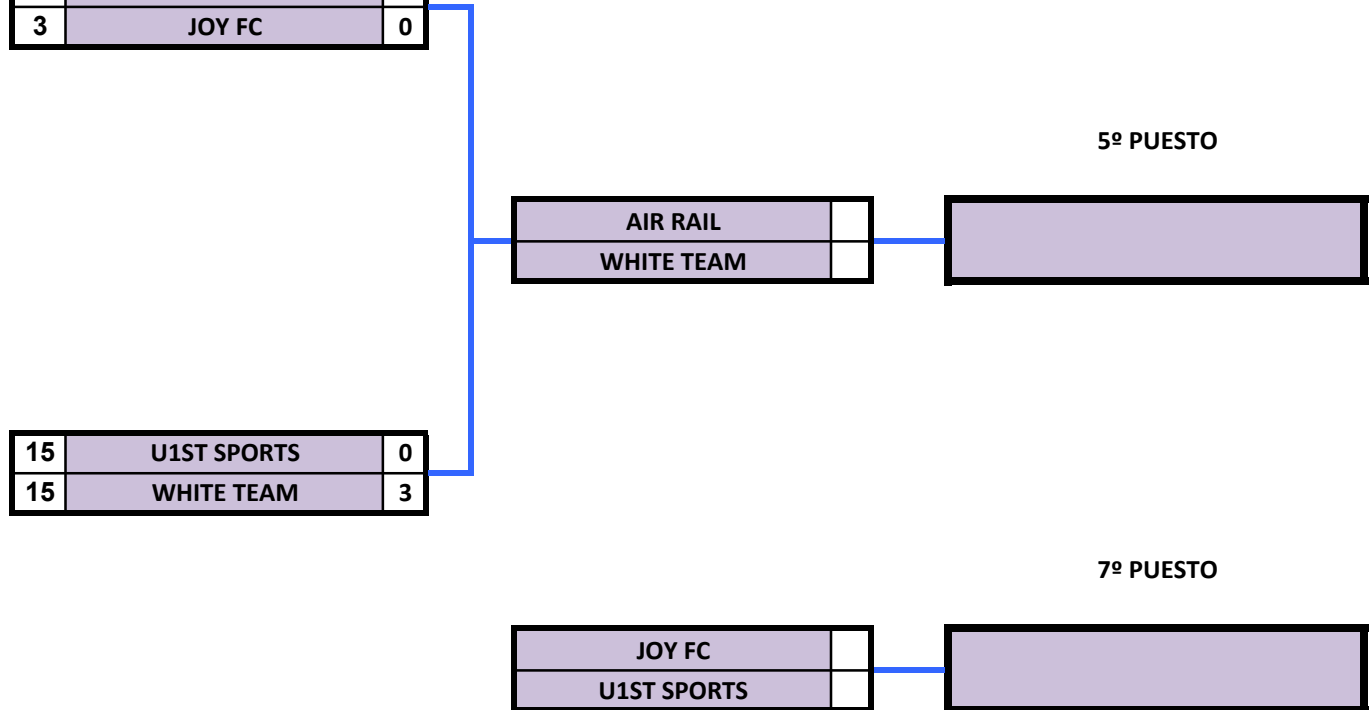 3 JOY FC 0
5º PUESTO
AIR RAIL
WHITE TEAM
15 U1ST SPORTS 0
15 WHITE TEAM 3
7º PUESTO
JOY FC
U1ST SPORTS